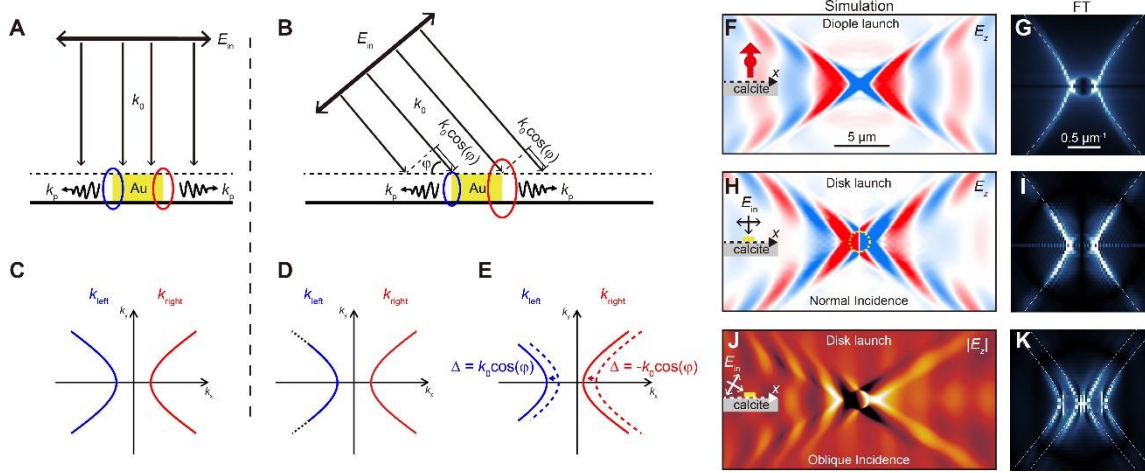 A
E_in
k_0
k_p
Au
k_p
B
E_in
k_0
k_0cos(φ)
k_0cos(φ)
φ
k_p
Au
k_p
C
k_left
k_right
k_y
k_x
D
k_left
k_right
k_y
k_x
E
k_left
k_right
k_y
Δ = k_0cos(φ)
Δ = -k_0cos(φ)
k_x
Simulation
FT
F
Diople launch
E_z
x
calcite
5 μm
G
0.5 μm⁻¹
H
Disk launch
E_z
E_in
x
calcite
Normal Incidence
I
J
Disk launch
|E_z|
E_in
x
calcite
Oblique Incidence
K